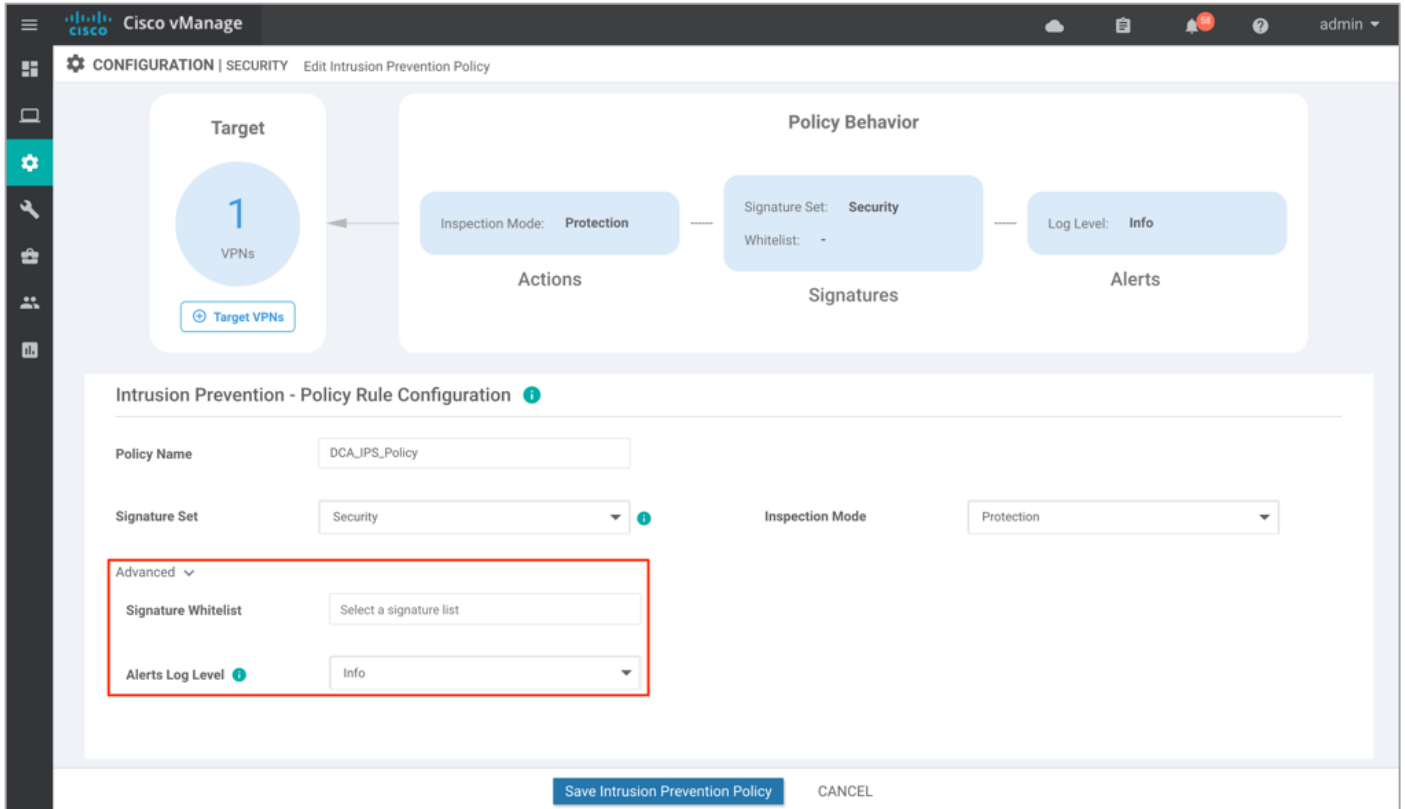 cisco Cisco vManage 58 admin
CONFIGURATION | SECURITY Edit Intrusion Prevention Policy
Target
1
VPNs
Target VPNs
Policy Behavior
Inspection Mode: Protection
Actions
Signature Set: Security
Whitelist: -
Signatures
Log Level: Info
Alerts
Intrusion Prevention - Policy Rule Configuration
Policy Name DCA_IPS_Policy
Signature Set Security Inspection Mode Protection
Advanced
Signature Whitelist Select a signature list
Alerts Log Level Info
Save Intrusion Prevention Policy CANCEL